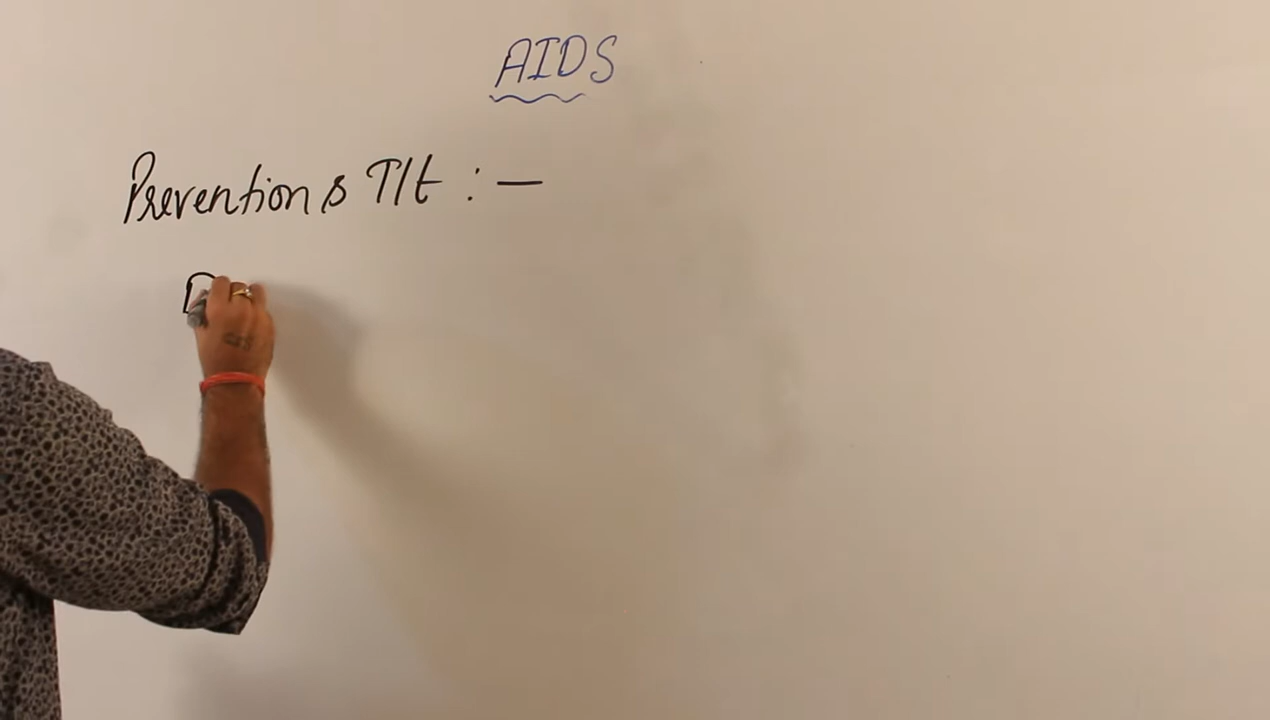 AIDS
Prevention & T/t : —